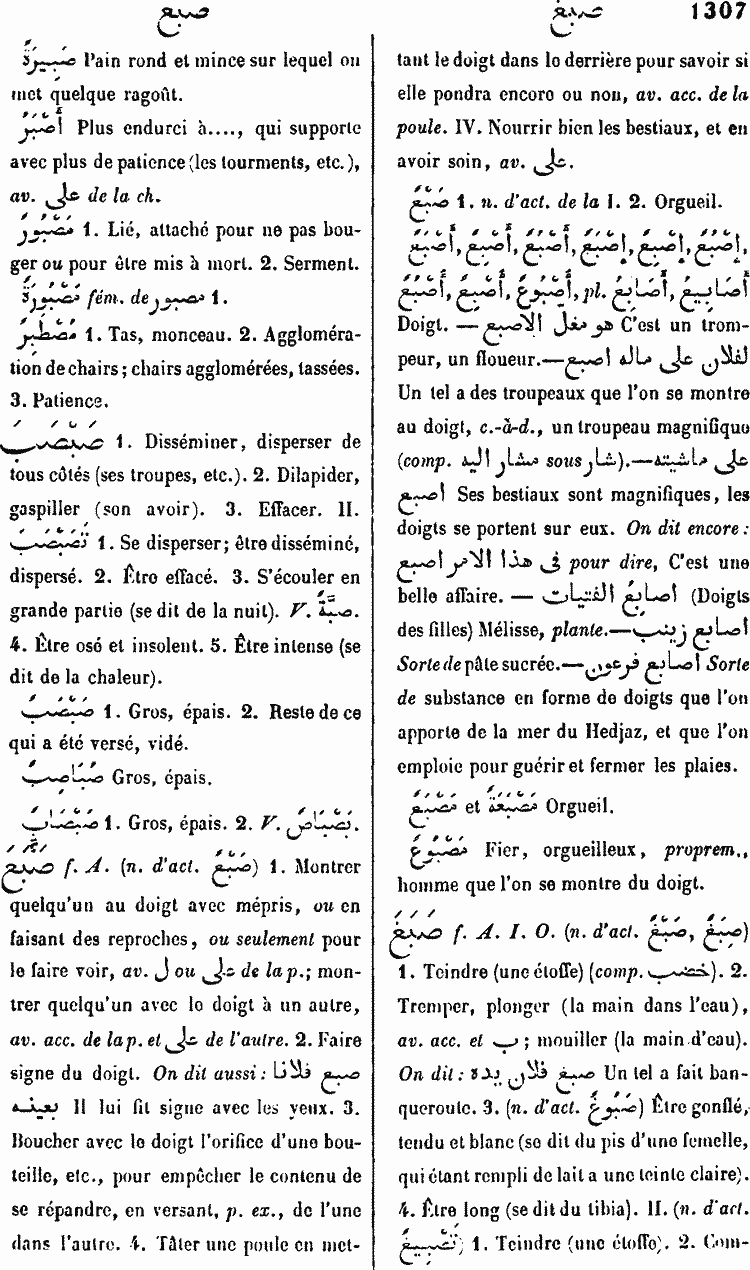 صبع
صبغ 1307
صَبِيرَةٌ Pain rond et mince sur lequel on
met quelque ragoût.
أَصْبَرُ Plus endurci à...., qui supporte
avec plus de patience (les tourments, etc.),
av. على de la ch.
مَصْبُورٌ 1. Lié, attaché pour ne pas bou-
ger ou pour être mis à mort. 2. Serment.
مَصْبُورَةٌ fém. de مصبور 1.
1. Tas, monceau. 2. Aggloméra-
tion de chairs; chairs agglomérées, tassées.
3. Patience.
صَبْصَبَ 1. Disséminer, disperser de
tous côtés (ses troupes, etc.). 2. Dilapider,
gaspiller (son avoir). 3. Effacer. II.
تَصَبْصَبَ 1. Se disperser; être disséminé,
dispersé. 2. Être effacé. 3. S'écouler en
grande partie (se dit de la nuit). V. صبّة.
4. Être osé et insolent. 5. Être intense (se
dit de la chaleur).
صَبْصَبٌ 1. Gros, épais. 2. Reste de ce
qui a été versé, vidé.
صُبَاصِبٌ Gros, épais.
صَبْصَابٌ 1. Gros, épais. 2. V. بَصْبَاصٌ.
صَبَعَ f. A. (n. d'act. صَبْعٌ) 1. Montrer
quelqu'un au doigt avec mépris, ou en
faisant des reproches, ou seulement pour
le faire voir, av. ل ou على de la p.; mon-
trer quelqu'un avec le doigt à un autre,
av. acc. de la p. et على de l'autre. 2. Faire
signe du doigt. On dit aussi: صبع فلانا
بعينه Il lui fit signe avec les yeux. 3.
Boucher avec le doigt l'orifice d'une bou-
teille, etc., pour empêcher le contenu de
se répandre, en versant, p. ex., de l'une
dans l'autre. 4. Tâter une poule en met-
tant le doigt dans le derrière pour savoir si
elle pondra encore ou non, av. acc. de la
poule. IV. Nourrir bien les bestiaux, et en
avoir soin, av. على.
صَبْعٌ 1. n. d'act. de la I. 2. Orgueil.
إِصْبَعٌ, إِصْبِعٌ, إِصْبُعٌ, أَصْبُعٌ, أَصْبِعٌ, أَصْبَعٌ,
أُصْبَعٌ, أُصْبِعٌ, أُصْبُوعٌ, pl. أَصَابِعُ, أَصَابِيعُ
Doigt. — هو مغل الاصبع C'est un trom-
peur, un floueur.— لفلان على ماله اصبع
Un tel a des troupeaux que l'on se montre
au doigt, c.-à-d., un troupeau magnifique
(comp. مشار اليه sous شار).— على ماشيته
اصبع Ses bestiaux sont magnifiques, les
doigts se portent sur eux. On dit encore:
فى هذا الامر اصبع pour dire, C'est une
belle affaire. — اصابع الفتيات (Doigts
des filles) Mélisse, plante.— اصابع زينب
Sorte de pâte sucrée.— اصابع فرعون Sorte
de substance en forme de doigts que l'on
apporte de la mer du Hedjaz, et que l'on
emploie pour guérir et fermer les plaies.
مَصْبَعٌ et مَصْبَعَةٌ Orgueil.
مَصْبُوعٌ Fier, orgueilleux, proprem.,
homme que l'on se montre du doigt.
صَبَغَ f. A. I. O. (n. d'act. صَبْغٌ, صِبَغٌ)
1. Teindre (une étoffe) (comp. خضب). 2.
Tremper, plonger (la main dans l'eau),
av. acc. et ب; mouiller (la main d'eau).
On dit: صبغ فلان يده Un tel a fait ban-
queroute. 3. (n. d'act. صُبُوغٌ) Être gonflé,
tendu et blanc (se dit du pis d'une femelle,
qui étant rempli de lait a une teinte claire).
4. Être long (se dit du tibia). II. (n. d'act.
تَصْبِيغٌ) 1. Teindre (une étoffe). 2. Com-